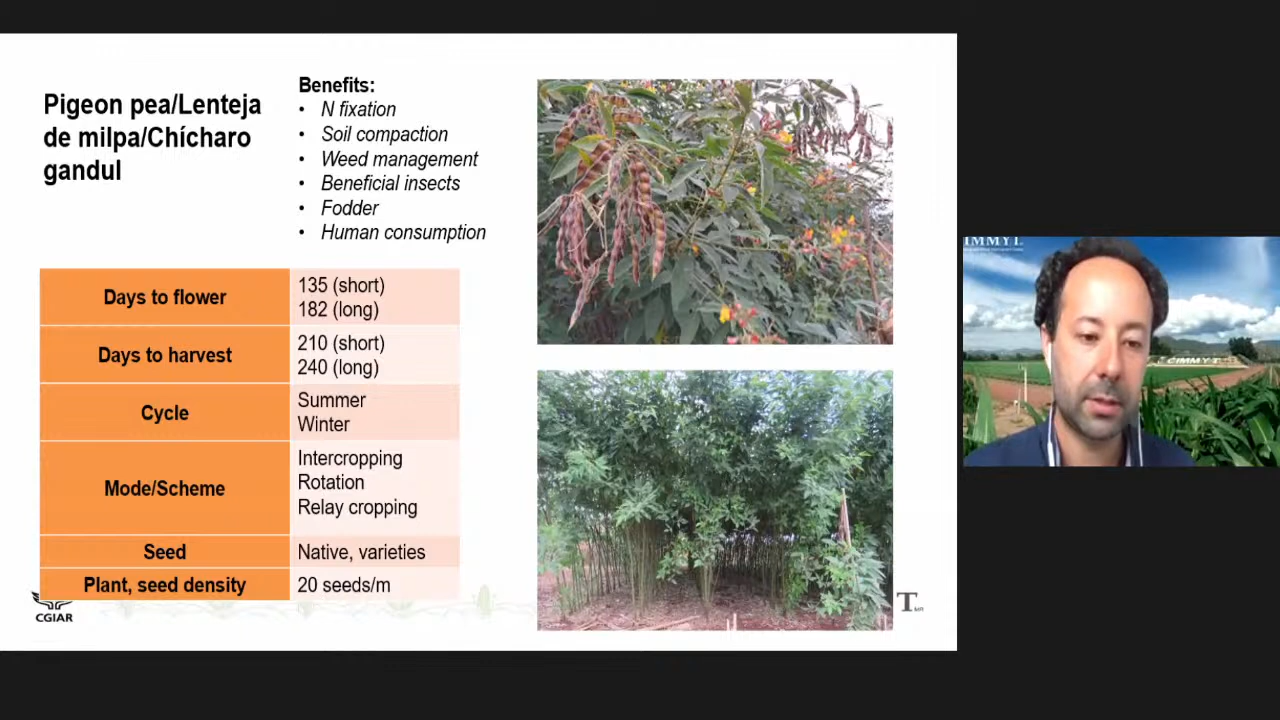 Pigeon pea/Lenteja
de milpa/Chícharo
gandul
Benefits:
• N fixation
• Soil compaction
• Weed management
• Beneficial insects
• Fodder
• Human consumption
Days to flower
135 (short)
182 (long)
Days to harvest
210 (short)
240 (long)
Cycle
Summer
Winter
Mode/Scheme
Intercropping
Rotation
Relay cropping
Seed
Native, varieties
Plant, seed density
20 seeds/m
CGIAR
T
CIMMYT